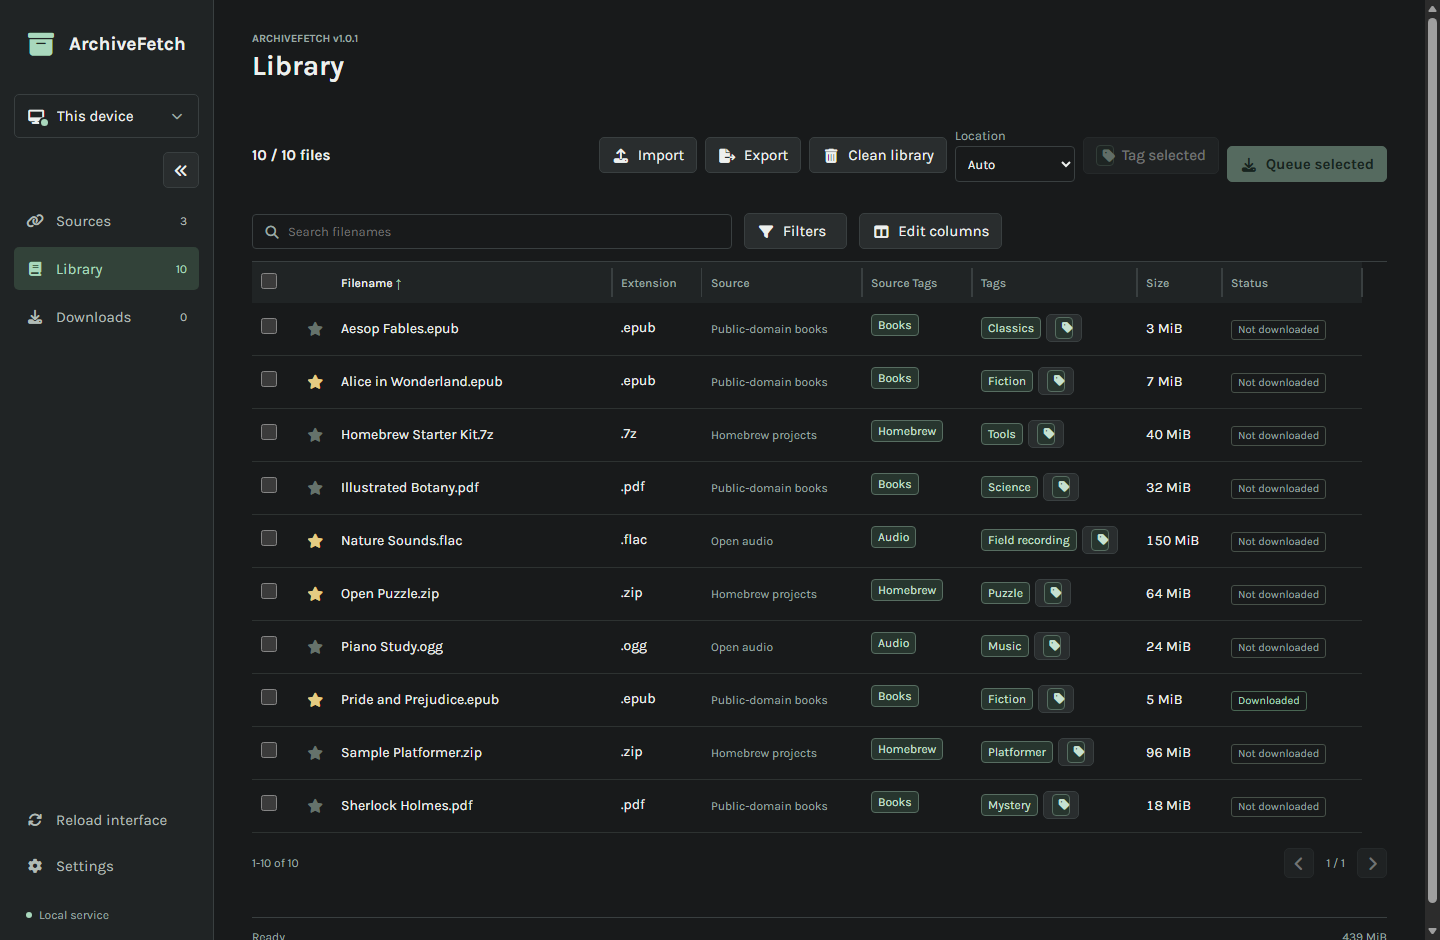 ArchiveFetch
This device
Sources 3
Library 10
Downloads 0
Reload interface
Settings
Local service
ARCHIVEFETCH v1.0.1
Library
10 / 10 files
Import
Export
Clean library
Location
Auto
Tag selected
Queue selected
Search filenames
Filters
Edit columns
Filename ↑ Extension Source Source Tags Tags Size Status
Aesop Fables.epub .epub Public-domain books Books Classics 3 MiB Not downloaded
Alice in Wonderland.epub .epub Public-domain books Books Fiction 7 MiB Not downloaded
Homebrew Starter Kit.7z .7z Homebrew projects Homebrew Tools 40 MiB Not downloaded
Illustrated Botany.pdf .pdf Public-domain books Books Science 32 MiB Not downloaded
Nature Sounds.flac .flac Open audio Audio Field recording 150 MiB Not downloaded
Open Puzzle.zip .zip Homebrew projects Homebrew Puzzle 64 MiB Not downloaded
Piano Study.ogg .ogg Open audio Audio Music 24 MiB Not downloaded
Pride and Prejudice.epub .epub Public-domain books Books Fiction 5 MiB Downloaded
Sample Platformer.zip .zip Homebrew projects Homebrew Platformer 96 MiB Not downloaded
Sherlock Holmes.pdf .pdf Public-domain books Books Mystery 18 MiB Not downloaded
1-10 of 10
1 / 1
Ready 439 MiB